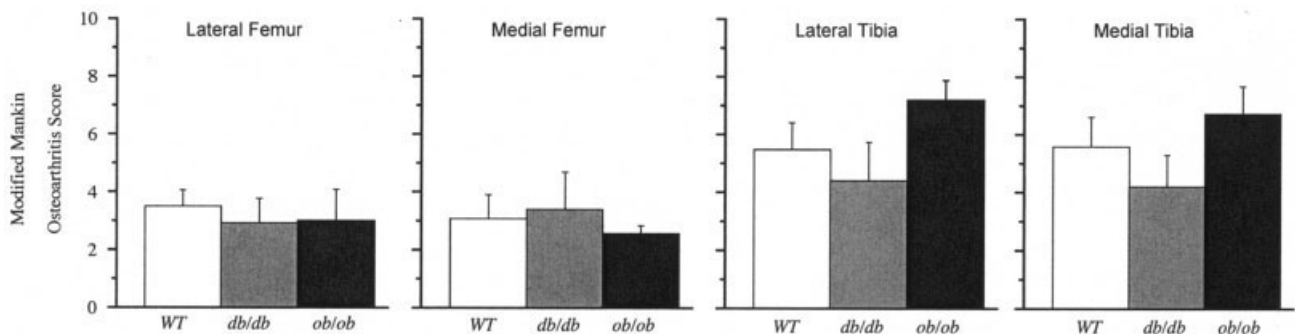 Modified Mankin
Osteoarthritis Score
10
8
6
4
2
0
Lateral Femur
WT db/db ob/ob
Medial Femur
WT db/db ob/ob
Lateral Tibia
WT db/db ob/ob
Medial Tibia
WT db/db ob/ob